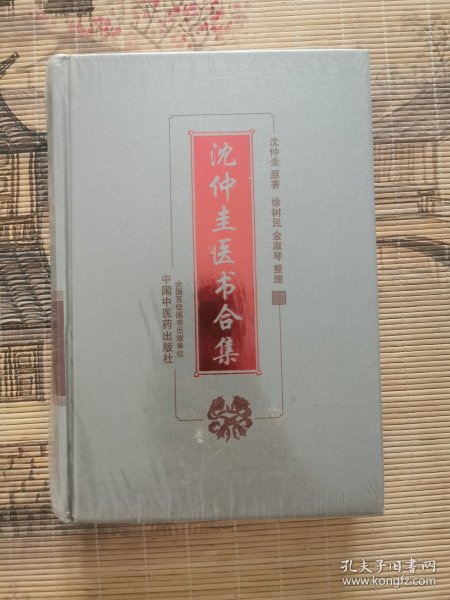 沈仲圭 原著 徐树民 金淑琴 整理
沈仲圭医书合集
全国百佳图书出版单位
中国中医药出版社
孔夫子旧书网
www.kongfz.com